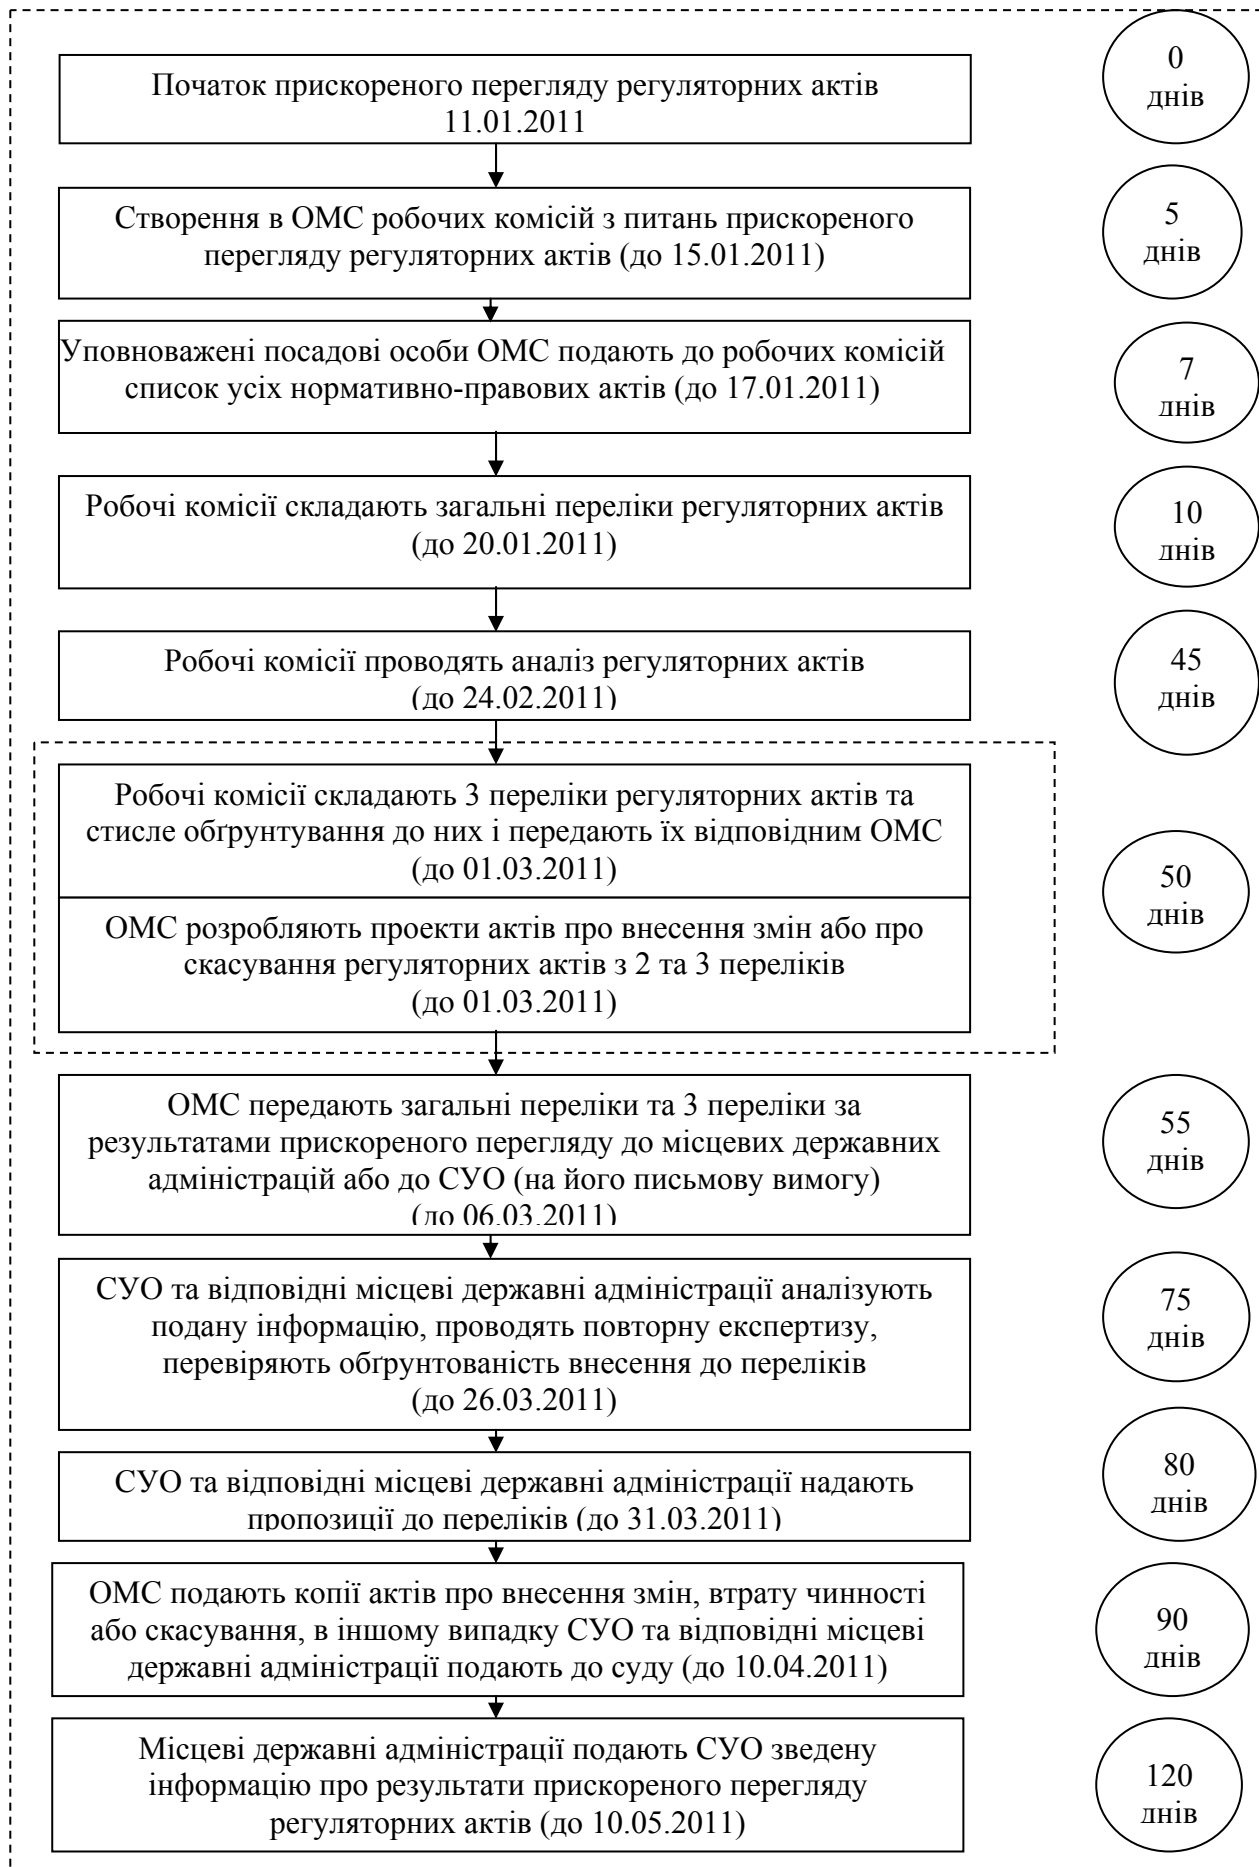 Початок прискореного перегляду регуляторних актів
11.01.2011
0
днів
Створення в ОМС робочих комісій з питань прискореного
перегляду регуляторних актів (до 15.01.2011)
5
днів
Уповноважені посадові особи ОМС подають до робочих комісій
список усіх нормативно-правових актів (до 17.01.2011)
7
днів
Робочі комісії складають загальні переліки регуляторних актів
(до 20.01.2011)
10
днів
Робочі комісії проводять аналіз регуляторних актів
(до 24.02.2011)
45
днів
Робочі комісії складають 3 переліки регуляторних актів та
стисле обґрунтування до них і передають їх відповідним ОМС
(до 01.03.2011)
ОМС розробляють проекти актів про внесення змін або про
скасування регуляторних актів з 2 та 3 переліків
(до 01.03.2011)
50
днів
ОМС передають загальні переліки та 3 переліки за
результатами прискореного перегляду до місцевих державних
адміністрацій або до СУО (на його письмову вимогу)
(до 06.03.2011)
55
днів
СУО та відповідні місцеві державні адміністрації аналізують
подану інформацію, проводять повторну експертизу,
перевіряють обґрунтованість внесення до переліків
(до 26.03.2011)
75
днів
СУО та відповідні місцеві державні адміністрації надають
пропозиції до переліків (до 31.03.2011)
80
днів
ОМС подають копії актів про внесення змін, втрату чинності
або скасування, в іншому випадку СУО та відповідні місцеві
державні адміністрації подають до суду (до 10.04.2011)
90
днів
Місцеві державні адміністрації подають СУО зведену
інформацію про результати прискореного перегляду
регуляторних актів (до 10.05.2011)
120
днів